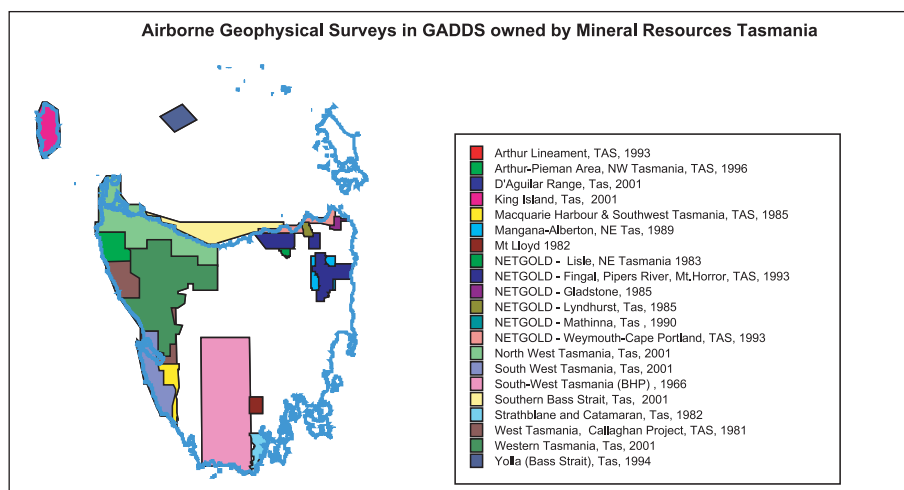 Airborne Geophysical Surveys in GADDS owned by Mineral Resources Tasmania
Arthur Lineament, TAS, 1993
Arthur-Pieman Area, NW Tasmania, TAS, 1996
D'Aguilar Range, Tas, 2001
King Island, Tas, 2001
Macquarie Harbour & Southwest Tasmania, TAS, 1985
Mangana-Alberton, NE Tas, 1989
Mt Lloyd 1982
NETGOLD - Lisle, NE Tasmania 1983
NETGOLD - Fingal, Pipers River, Mt.Horror, TAS, 1993
NETGOLD - Gladstone, 1985
NETGOLD - Lyndhurst, Tas, 1985
NETGOLD - Mathinna, Tas , 1990
NETGOLD - Weymouth-Cape Portland, TAS, 1993
North West Tasmania, Tas, 2001
South West Tasmania, Tas, 2001
South-West Tasmania (BHP) , 1966
Southern Bass Strait, Tas, 2001
Strathblane and Catamaran, Tas, 1982
West Tasmania, Callaghan Project, TAS, 1981
Western Tasmania, Tas, 2001
Yolla (Bass Strait), Tas, 1994